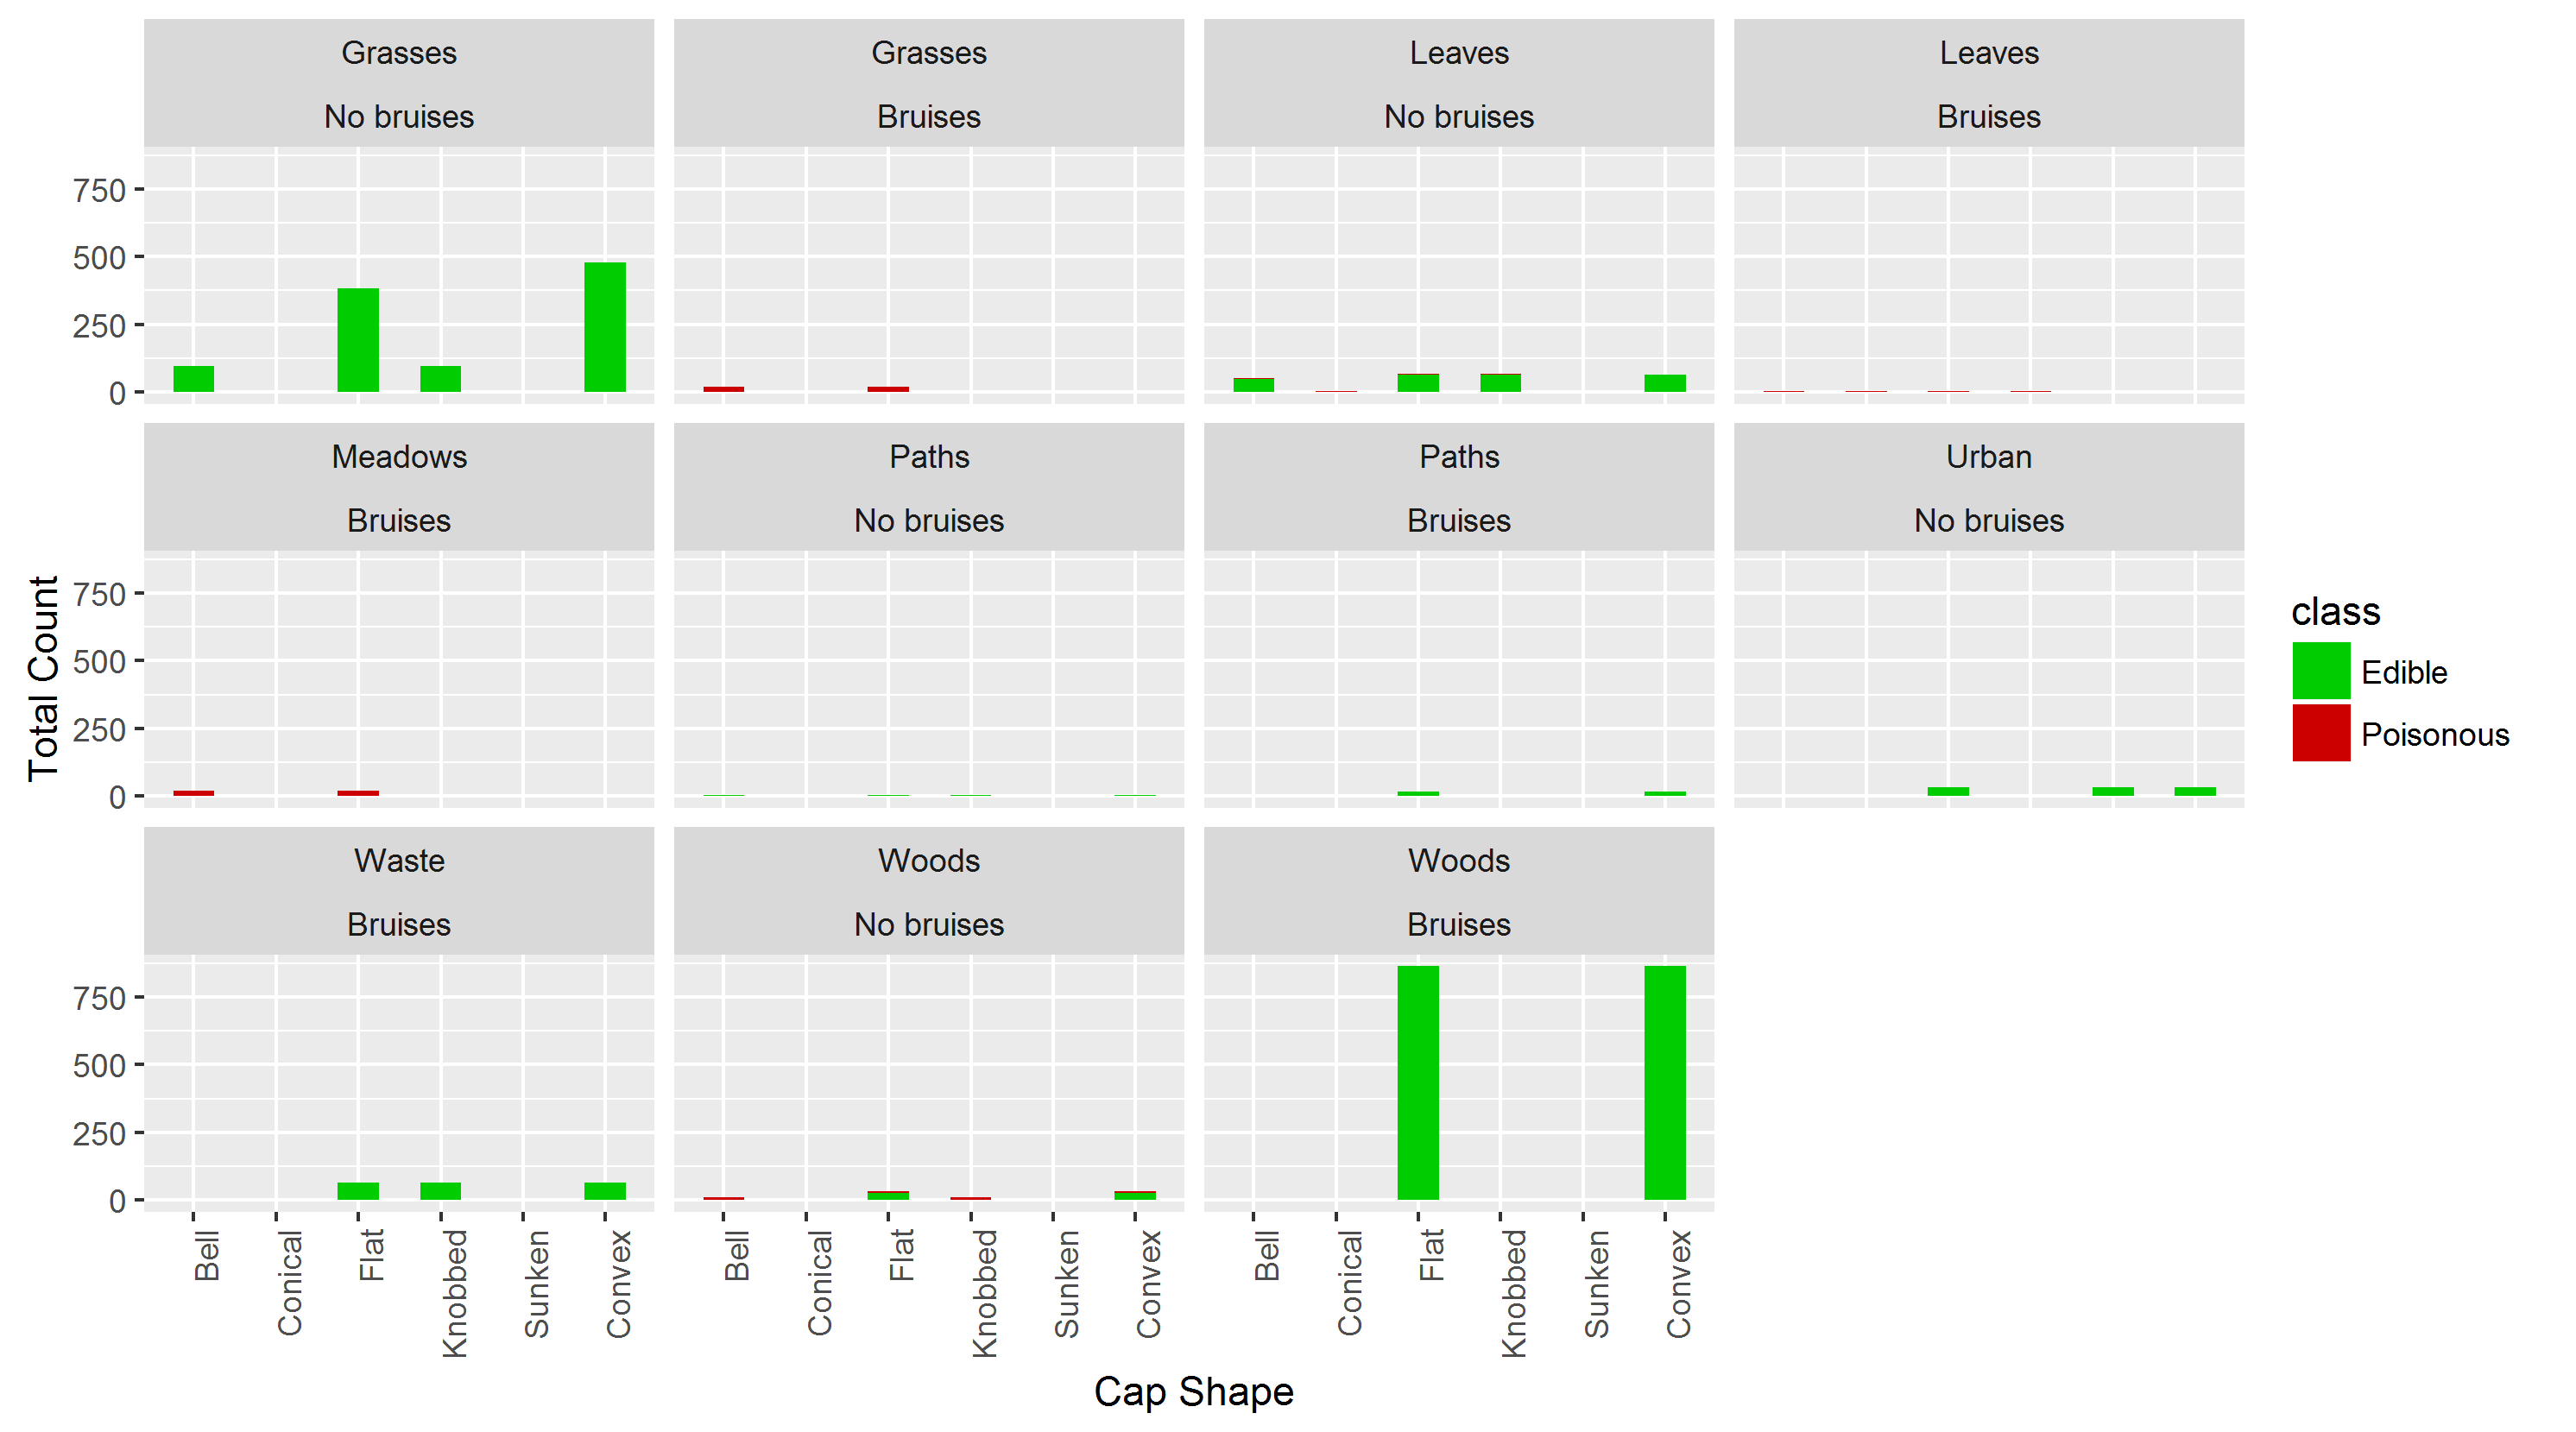 Grasses
No bruises
Grasses
Bruises
Leaves
No bruises
Leaves
Bruises
750
500
250
0
Meadows
Bruises
Paths
No bruises
Paths
Bruises
Urban
No bruises
750
500
250
0
Waste
Bruises
Woods
No bruises
Woods
Bruises
750
500
250
0
Bell
Conical
Flat
Knobbed
Sunken
Convex
Bell
Conical
Flat
Knobbed
Sunken
Convex
Bell
Conical
Flat
Knobbed
Sunken
Convex
Cap Shape
Total Count
class
Edible
Poisonous